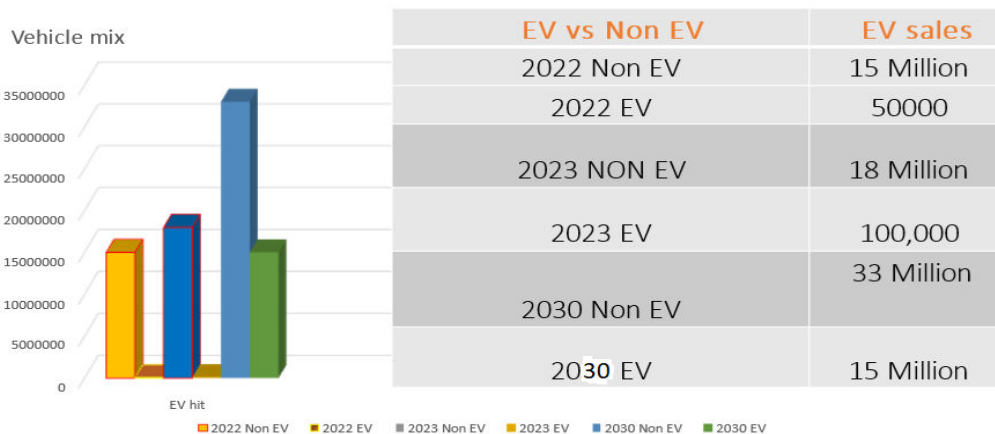 Vehicle mix
35000000
30000000
25000000
20000000
15000000
10000000
5000000
0
EV hit
2022 Non EV 2022 EV 2023 Non EV 2023 EV 2030 Non EV 2030 EV
EV vs Non EV EV sales
2022 Non EV 15 Million
2022 EV 50000
2023 NON EV 18 Million
2023 EV 100,000
2030 Non EV 33 Million
2030 EV 15 Million